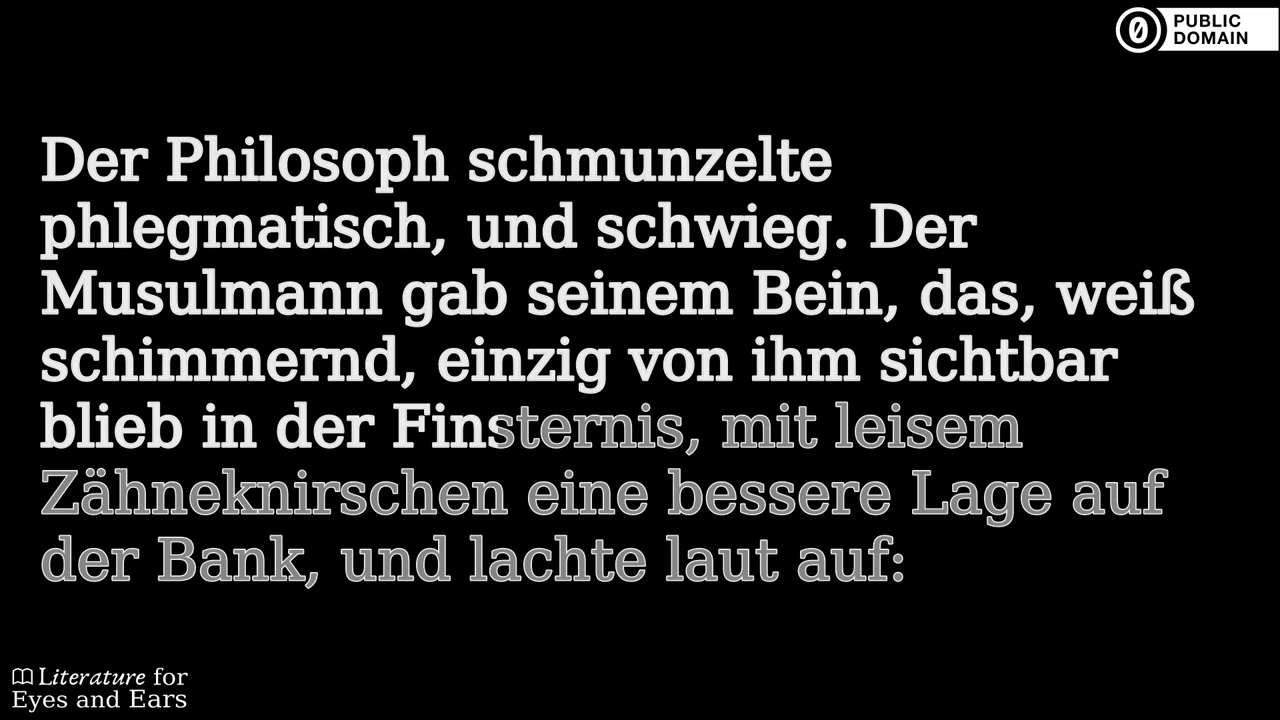 PUBLIC
DOMAIN
Der Philosoph schmunzelte
phlegmatisch, und schwieg. Der
Musulmann gab seinem Bein, das, weiß
schimmernd, einzig von ihm sichtbar
blieb in der Finsternis, mit leisem
Zähneknirschen eine bessere Lage auf
der Bank, und lachte laut auf:
Literature for
Eyes and Ears